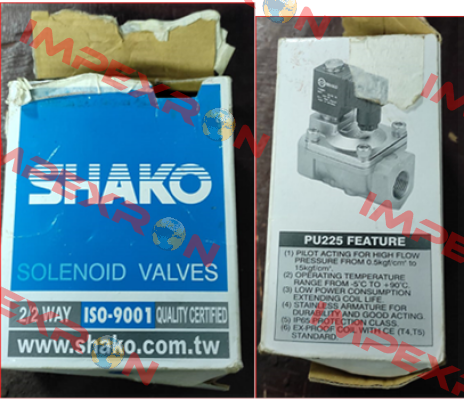 SHAKO
SOLENOID VALVES
2/2 WAY ISO-9001 QUALITY CERTIFIED
www.shako.com.tw
PU225 FEATURE
(1) PILOT ACTING FOR HIGH FLOW
PRESSURE FROM 0.5kgf/cm² TO
15kgf/cm².
(2) OPERATING TEMPERATURE
RANGE FROM -5°C TO +90°C.
(3) LOW POWER CONSUMPTION
EXTENDING COIL LIFE.
(4) STAINLESS ARMATURE FOR
DURABILITY AND GOOD ACTING.
(5) IP65 PROTECTION CLASS.
(6) EX-PROOF COIL WITH CE (T4,T5)
STANDARD.
IMPEXRON
IMPEXRON
IMPEXRON